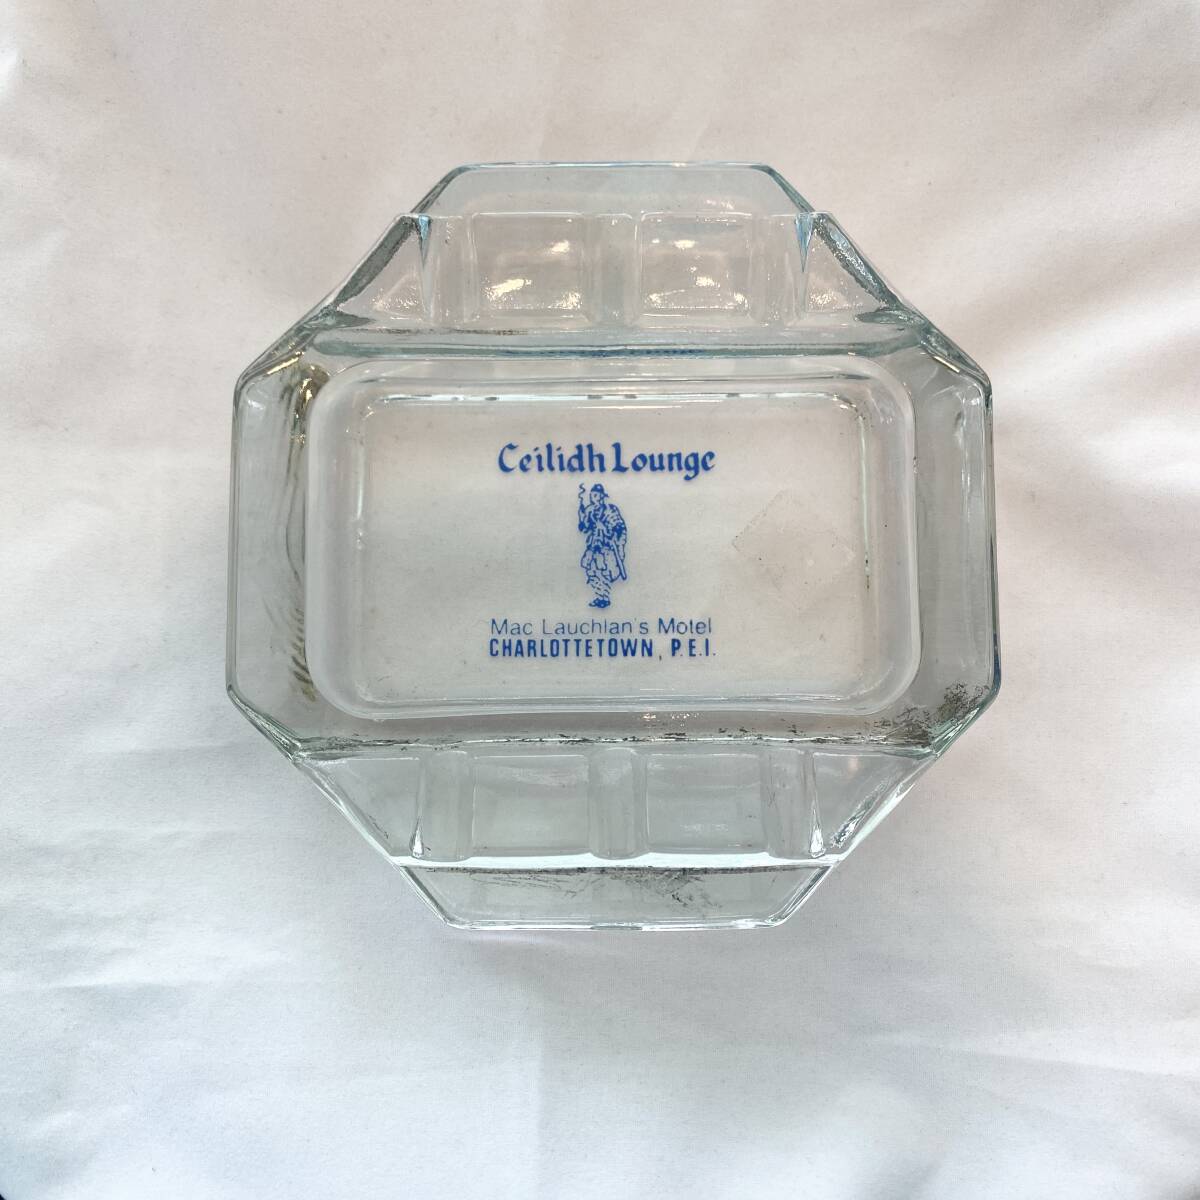 Ceilidh Lounge
Mac Lauchlan's Motel
CHARLOTTETOWN, P.E.I.